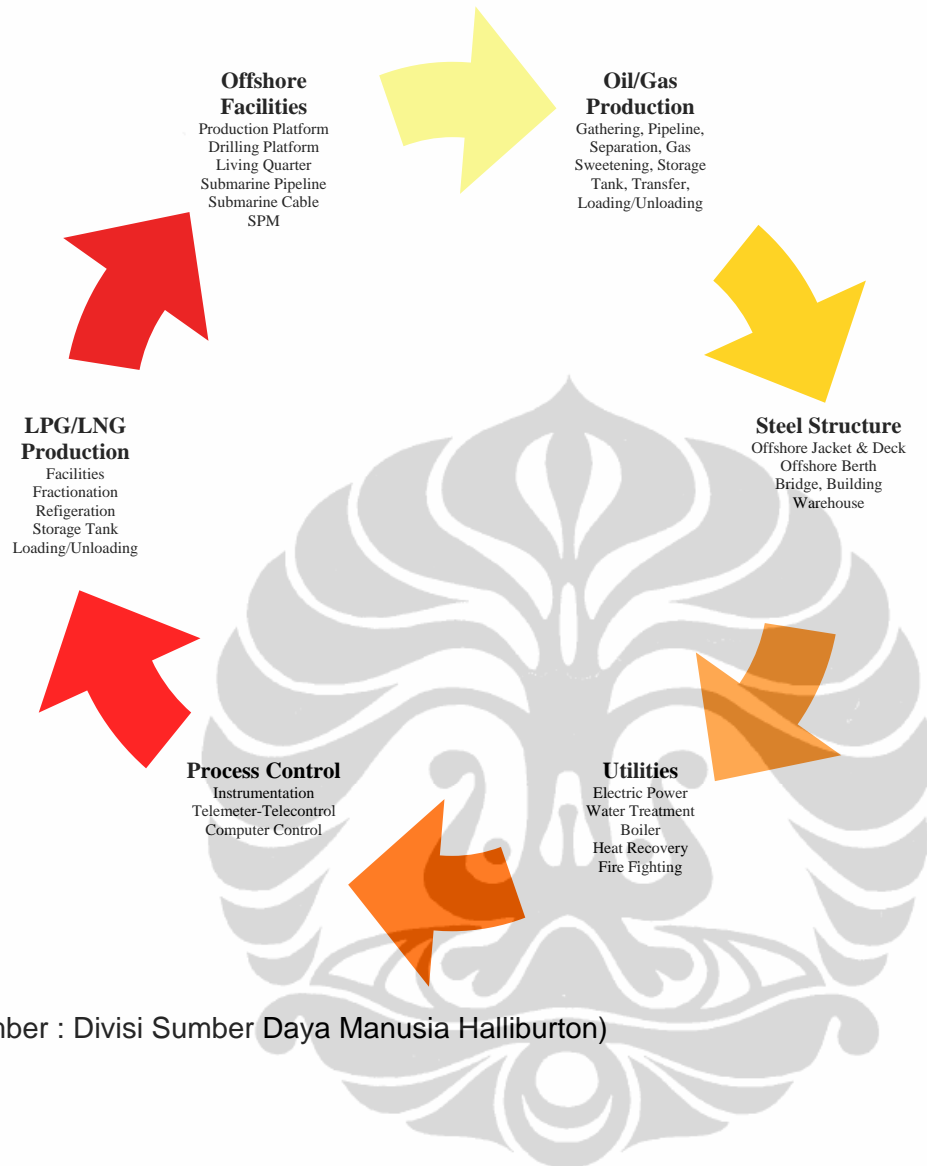 Offshore
Facilities
Production Platform
Drilling Platform
Living Quarter
Submarine Pipeline
Submarine Cable
SPM
Oil/Gas
Production
Gathering, Pipeline,
Separation, Gas
Sweetening, Storage
Tank, Transfer,
Loading/Unloading
Steel Structure
Offshore Jacket & Deck
Offshore Berth
Bridge, Building
Warehouse
Utilities
Electric Power
Water Treatment
Boiler
Heat Recovery
Fire Fighting
Process Control
Instrumentation
Telemeter-Telecontrol
Computer Control
LPG/LNG
Production
Facilities
Fractionation
Refigeration
Storage Tank
Loading/Unloading
mber : Divisi Sumber Daya Manusia Halliburton)